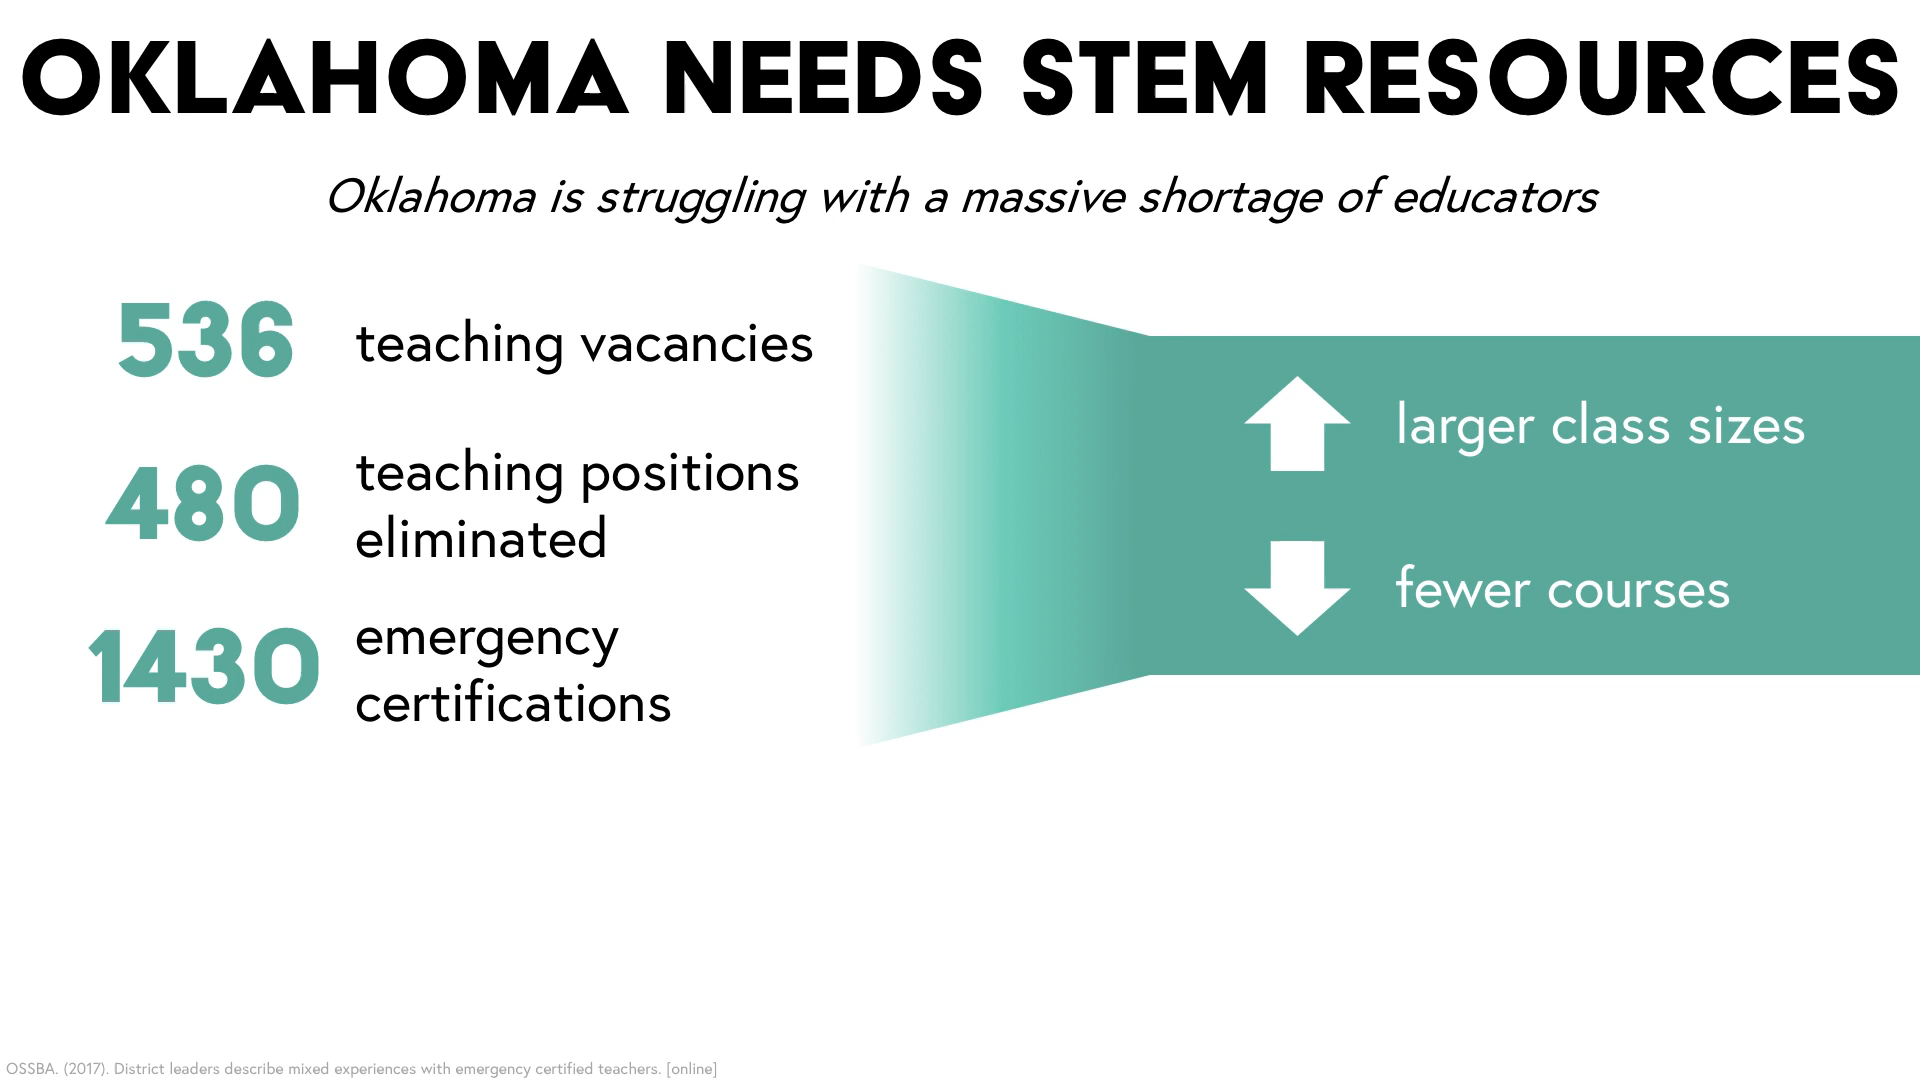 OKLAHOMA NEEDS STEM RESOURCES
Oklahoma is struggling with a massive shortage of educators
536 teaching vacancies
480 teaching positions
eliminated
1430 emergency
certifications
larger class sizes
fewer courses
OSSBA. (2017). District leaders describe mixed experiences with emergency certified teachers. [online]